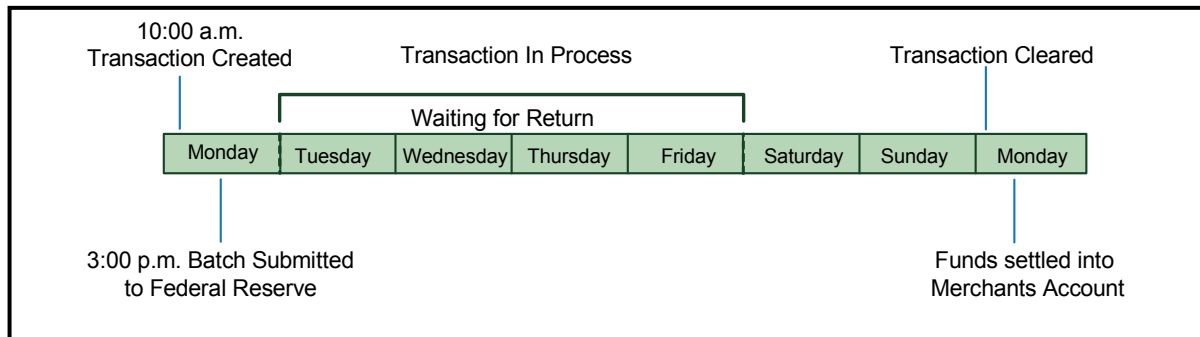 10:00 a.m.
Transaction Created
Transaction In Process
Transaction Cleared
Waiting for Return
Monday Tuesday Wednesday Thursday Friday Saturday Sunday Monday
3:00 p.m. Batch Submitted
to Federal Reserve
Funds settled into
Merchants Account